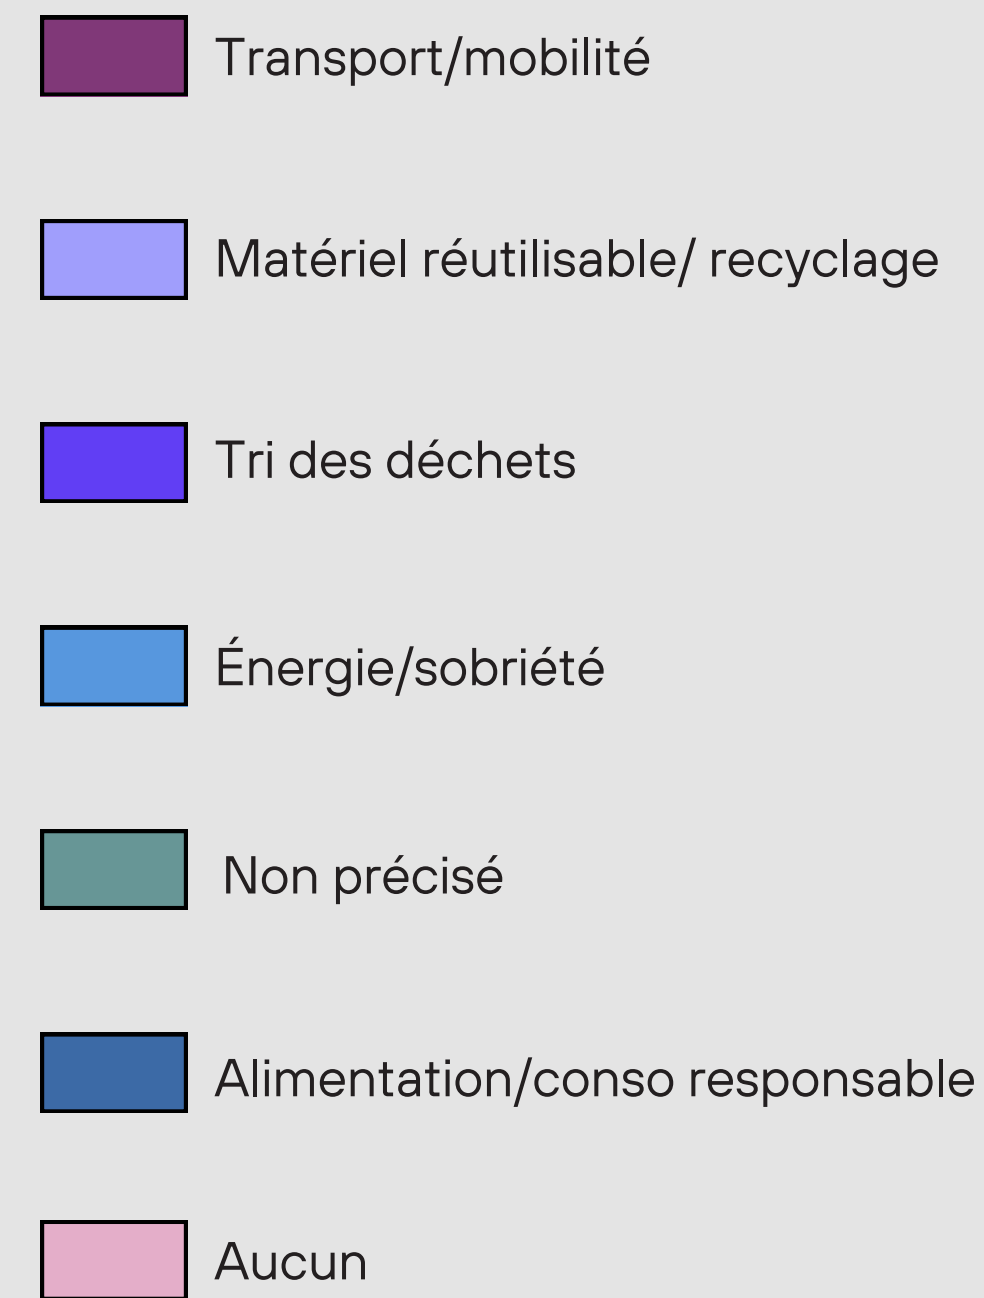 Transport/mobilité
Matériel réutilisable/ recyclage
Tri des déchets
Énergie/sobriété
Non précisé
Alimentation/conso responsable
Aucun